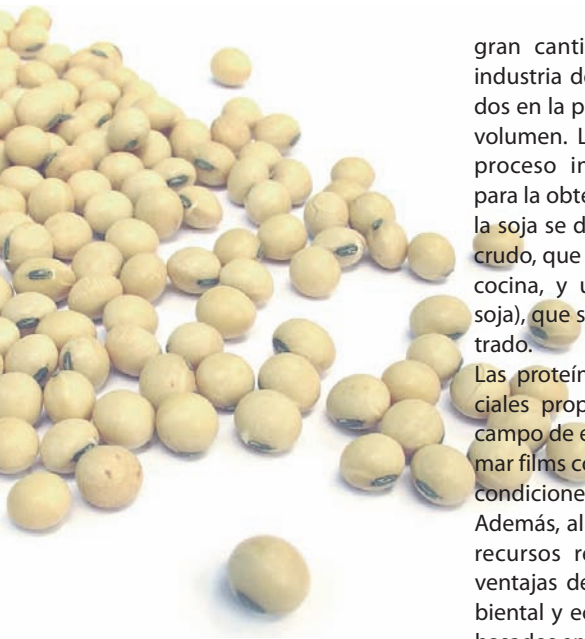 gran canti
industria de
dos en la p
volumen. L
proceso in
para la obte
la soja se d
crudo, que
cocina, y u
soja), que s
trado.
Las proteín
ciales prop
campo de e
mar films co
condicione
Además, al
recursos re
ventajas de
biental y ec